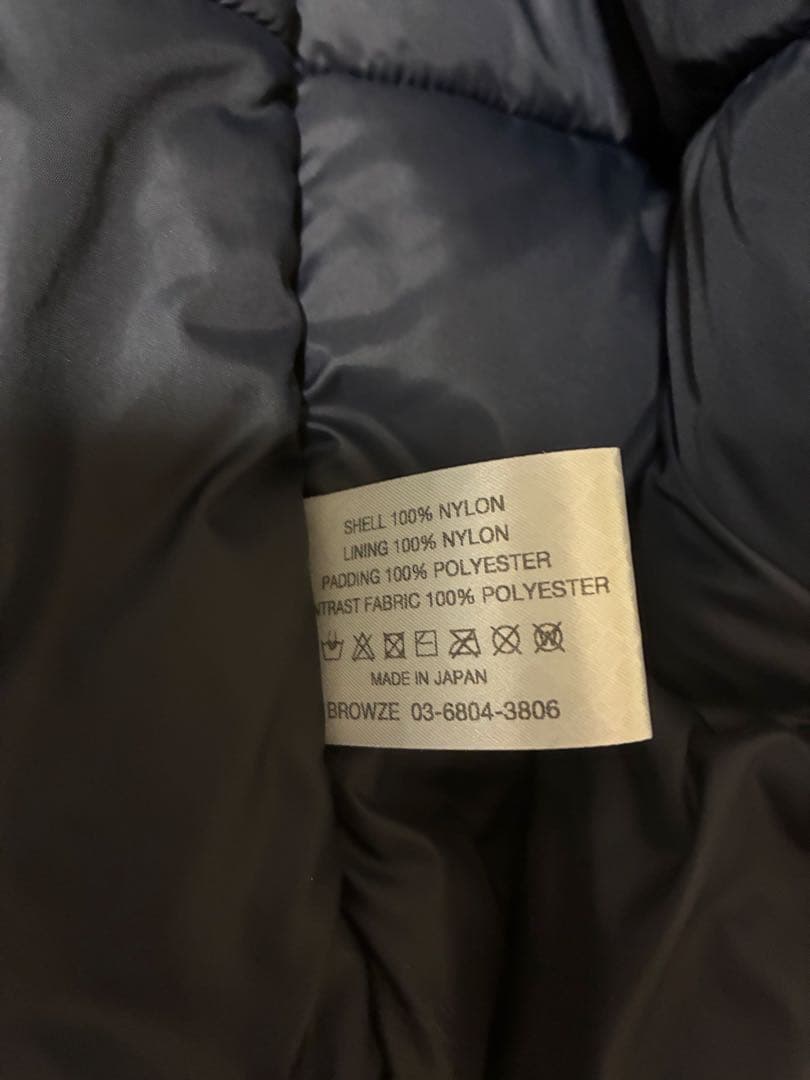 SHELL 100% NYLON
LINING 100% NYLON
PADDING 100% POLYESTER
NTRAST FABRIC 100% POLYESTER
W
MADE IN JAPAN
BROWZE 03-6804-3806